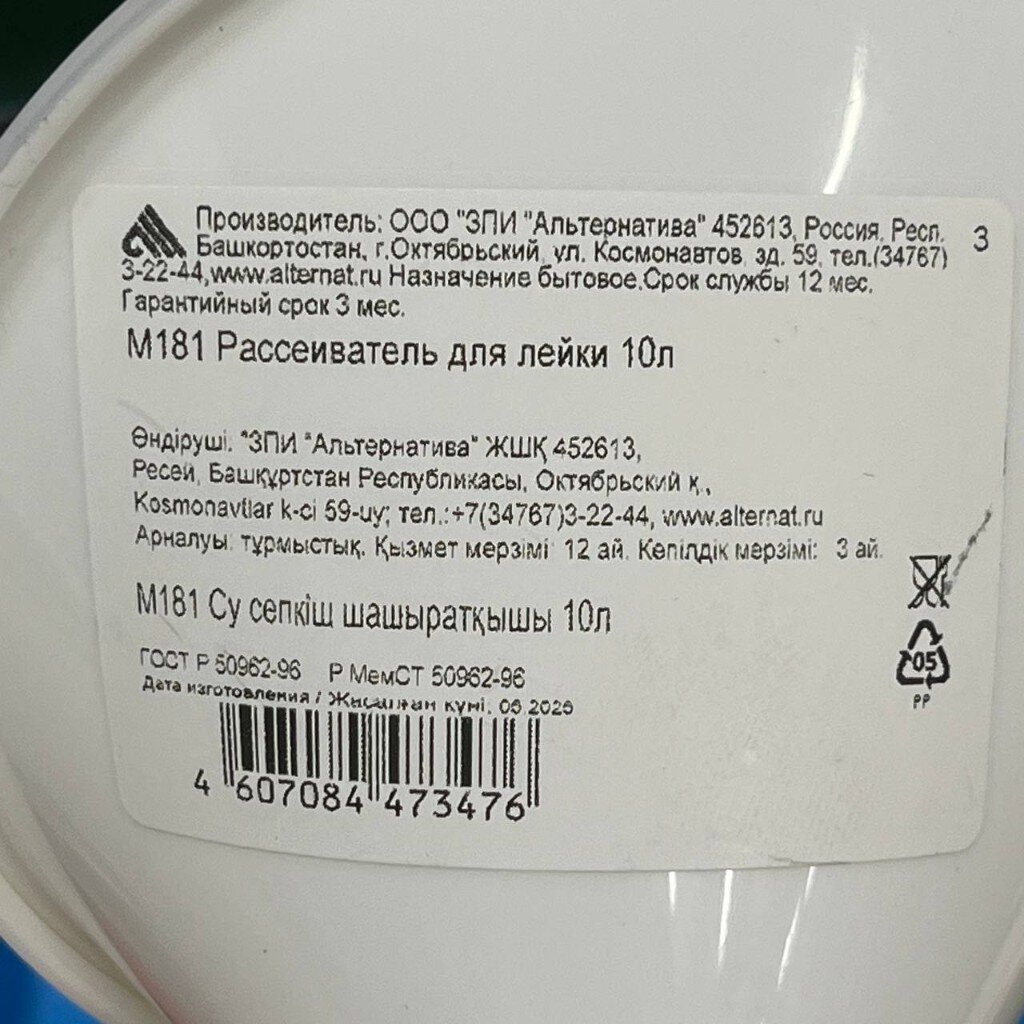 Производитель: ООО "ЗПИ "Альтернатива" 452613, Россия, Респ. 3
Башкортостан, г.Октябрьский, ул. Космонавтов, зд. 59, тел.(34767)
3-22-44,www.alternat.ru Назначение бытовое.Срок службы 12 мес.
Гарантийный срок 3 мес.
М181 Рассеиватель для лейки 10л
Өндіруші: "ЗПИ "Альтернатива" ЖШҚ 452613,
Ресей, Башқұртстан Республикасы, Октябрьский қ.,
Kosmonavtlar k-ci 59-uy; тел.:+7(34767)3-22-44, www.alternat.ru
Арналуы: тұрмыстық. Қызмет мерзімі: 12 ай. Кепілдік мерзімі: 3 ай.
М181 Су сепкіш шашыратқышы 10л
ГОСТ Р 50962-96 Р МемСТ 50962-96
Дата изготовления / Жасалған күні: 06.2025
05
PP
4 607084 473476